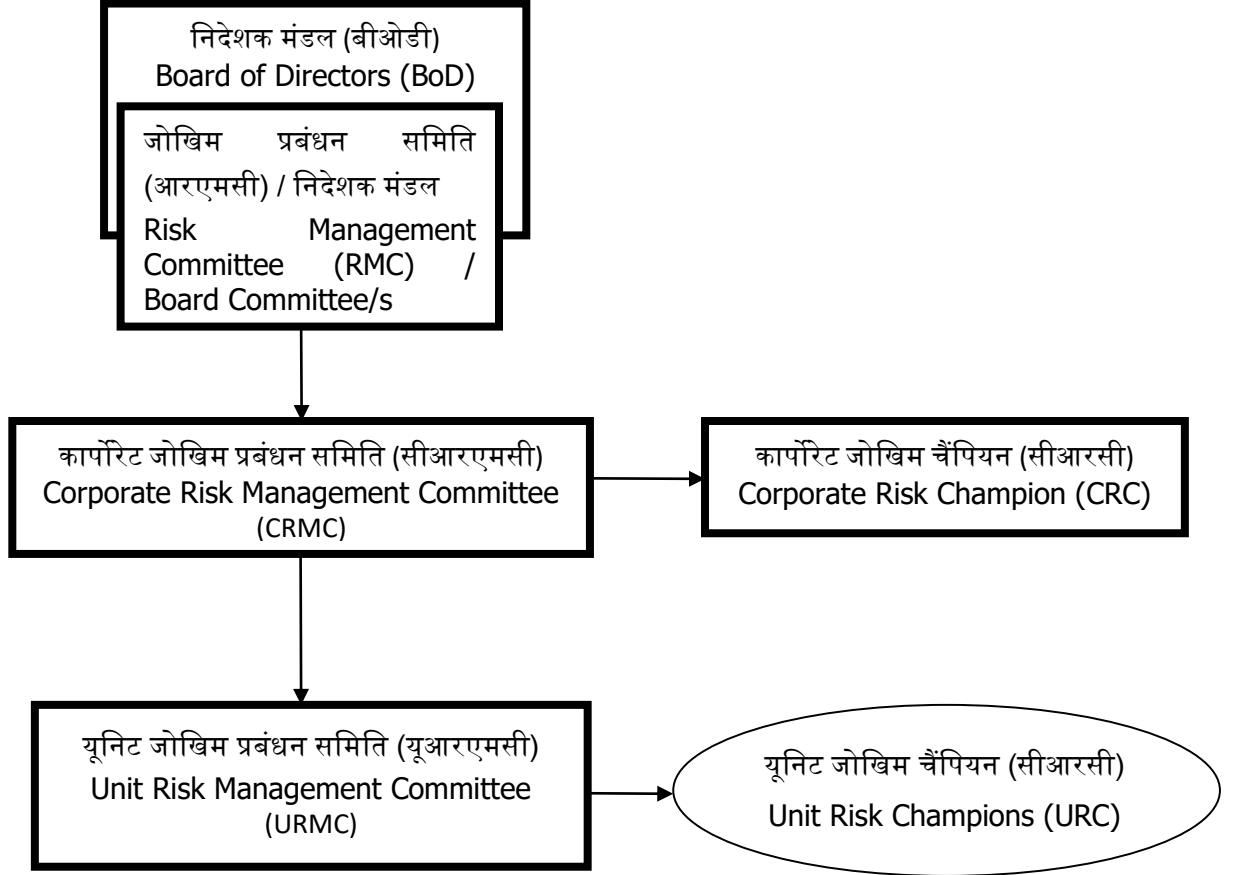 निदेशक मंडल (बीओडी)
Board of Directors (BoD)
जोखिम प्रबंधन समिति
(आरएमसी) / निदेशक मंडल
Risk Management
Committee (RMC) /
Board Committee/s
कार्पोरेट जोखिम प्रबंधन समिति (सीआरएमसी)
Corporate Risk Management Committee
(CRMC)
कार्पोरेट जोखिम चैंपियन (सीआरसी)
Corporate Risk Champion (CRC)
यूनिट जोखिम प्रबंधन समिति (यूआरएमसी)
Unit Risk Management Committee
(URMC)
यूनिट जोखिम चैंपियन (सीआरसी)
Unit Risk Champions (URC)